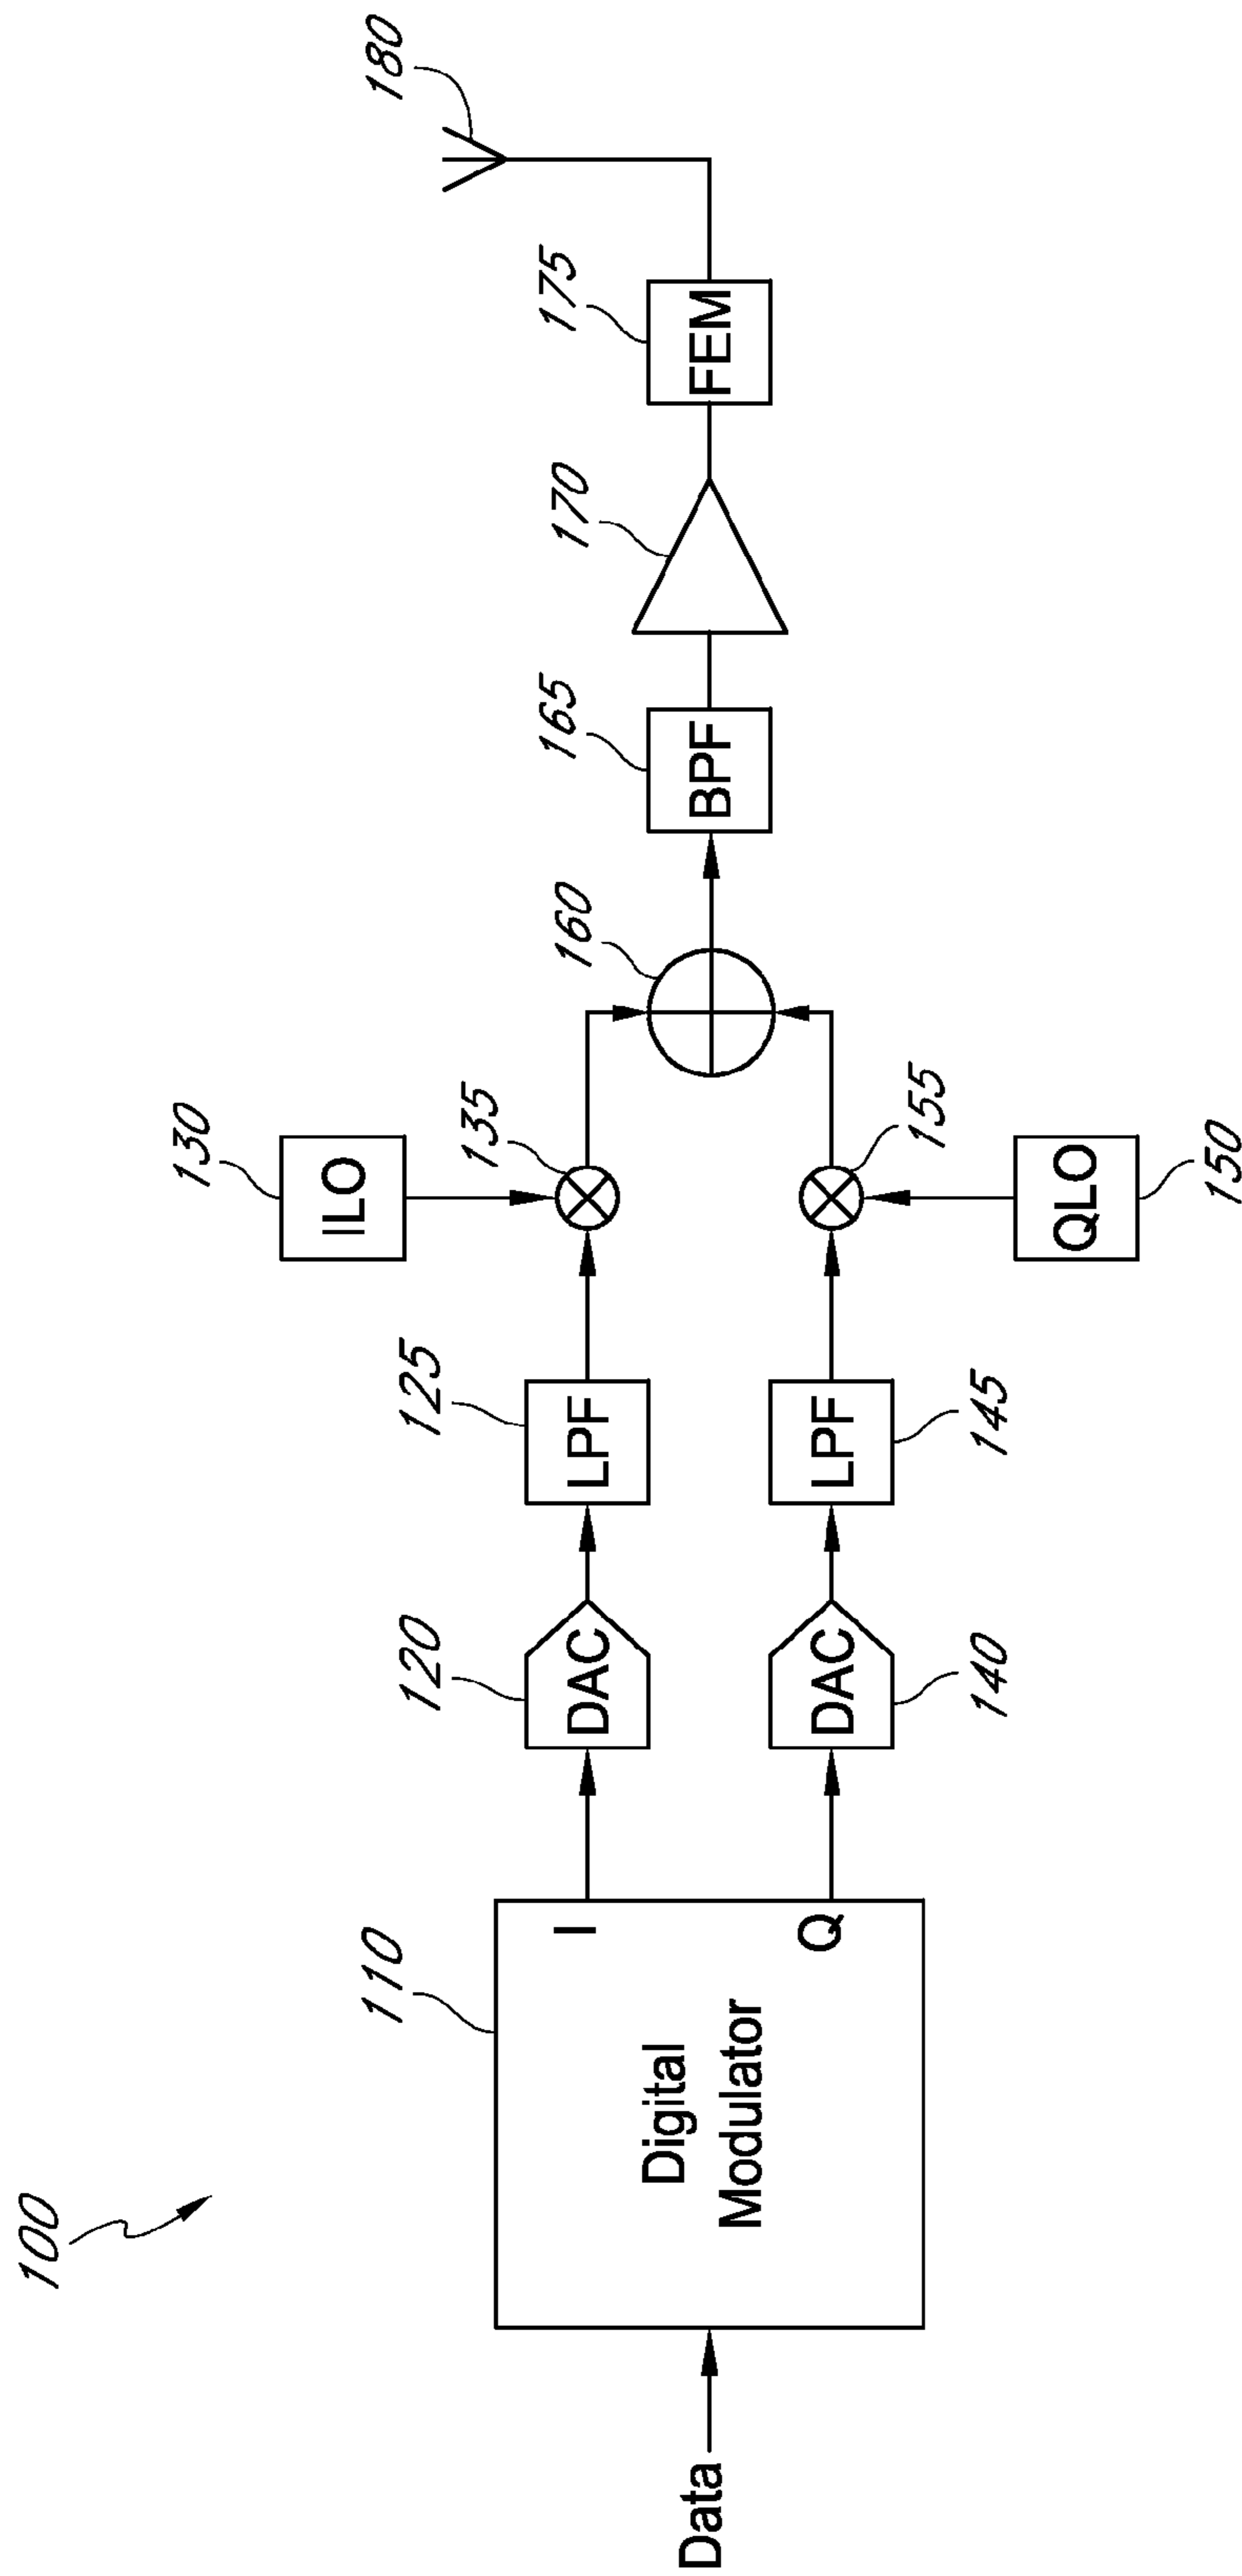 100
Data
110
Digital
Modulator
I
Q
120
DAC
125
LPF
130
ILO
135
140
DAC
145
LPF
150
QLO
155
160
165
BPF
170
175
FEM
180